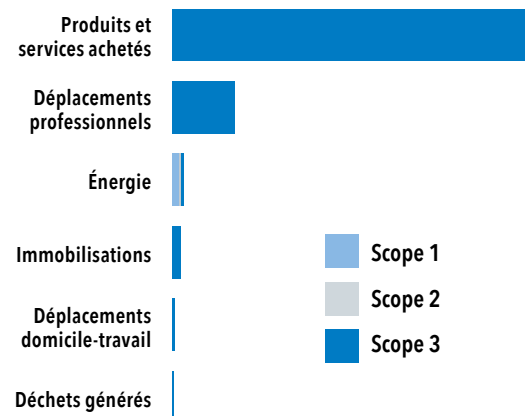 Produits et
services achetés
Déplacements
professionnels
Énergie
Immobilisations
Déplacements
domicile-travail
Déchets générés
Scope 1
Scope 2
Scope 3